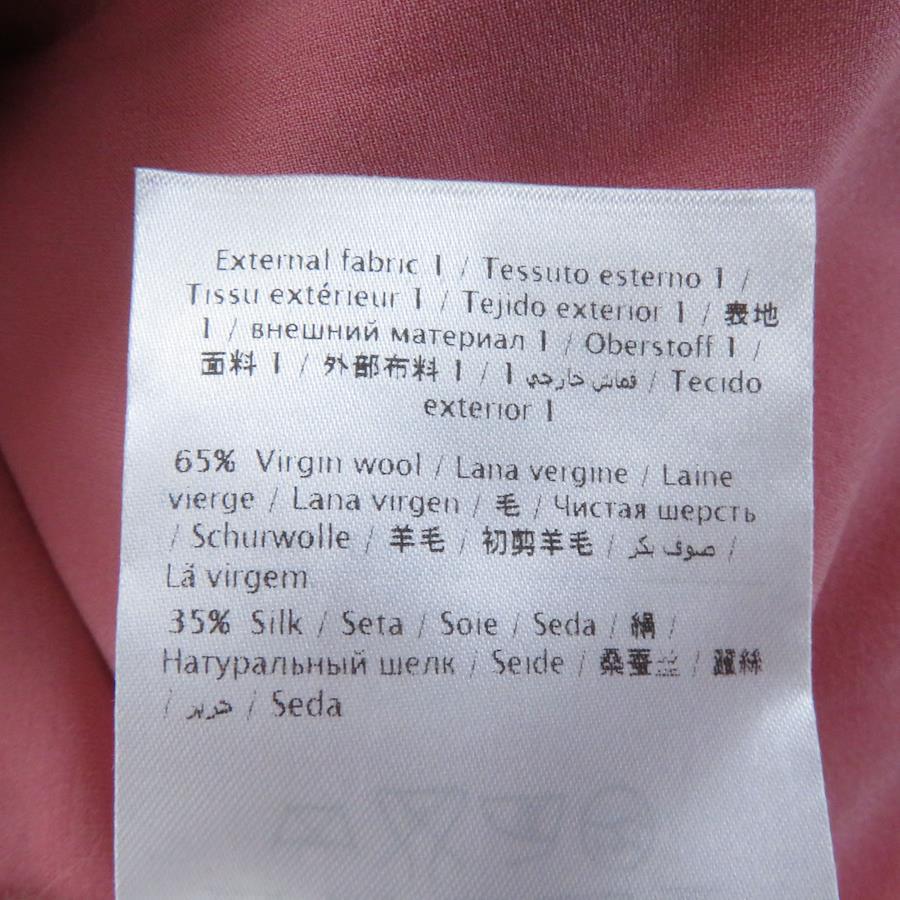 External fabric 1 / Tessuto esterno 1 /
Tissu extérieur 1 / Tejido exterior 1 / 表地
1 / внешний материал 1 / Oberstoff 1 /
面料 1 / 外部布料 1 / قماش خارجي 1 / Tecido
exterior 1
65% Virgin wool / Lana vergine / Laine
vierge / Lana virgen / 毛 / Чистая шерсть
/ Schurwolle / 羊毛 / 初剪羊毛 / صوف بكر /
Lã virgem
35% Silk / Seta / Soie / Seda / 絹 /
Натуральный шелк / Seide / 桑蚕丝 / 蠶絲
/ حرير / Seda